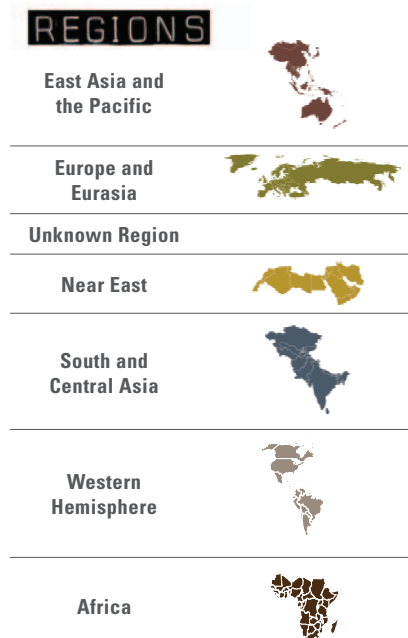 REGIONS
East Asia and
the Pacific
Europe and
Eurasia
Unknown Region
Near East
South and
Central Asia
Western
Hemisphere
Africa